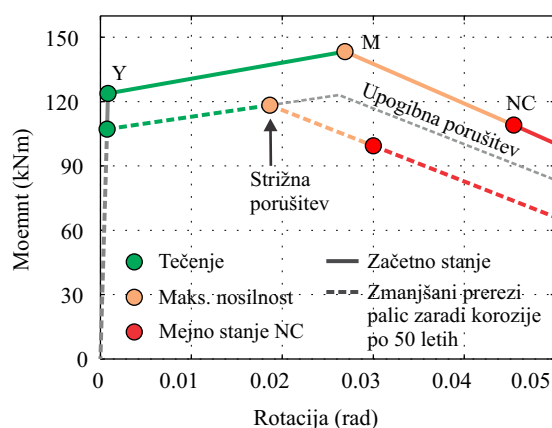 150
120
90
60
30
0
Moemnt (kNm)
Y
M
NC
Upogibna porušitev
Strižna
porušitev
Tečenje
Maks. nosilnost
Mejno stanje NC
Začetno stanje
Zmanjšani prerezi
palic zaradi korozije
po 50 letih
0
0.01
0.02
0.03
0.04
0.05
Rotacija (rad)